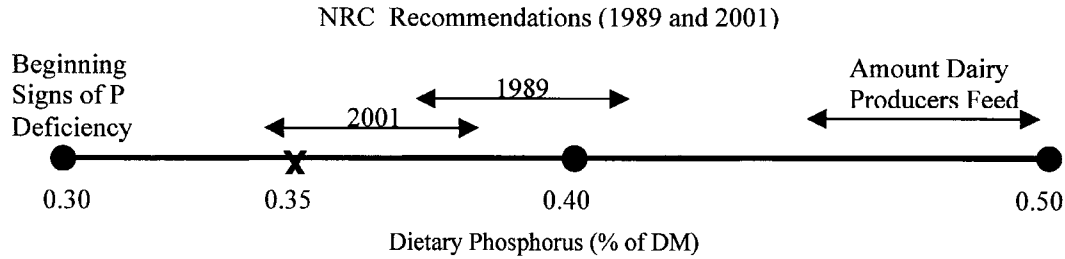 NRC Recommendations (1989 and 2001)
Beginning
Signs of P
Deficiency
Amount Dairy
Producers Feed
1989
2001
X
0.30
0.35
0.40
0.50
Dietary Phosphorus (% of DM)